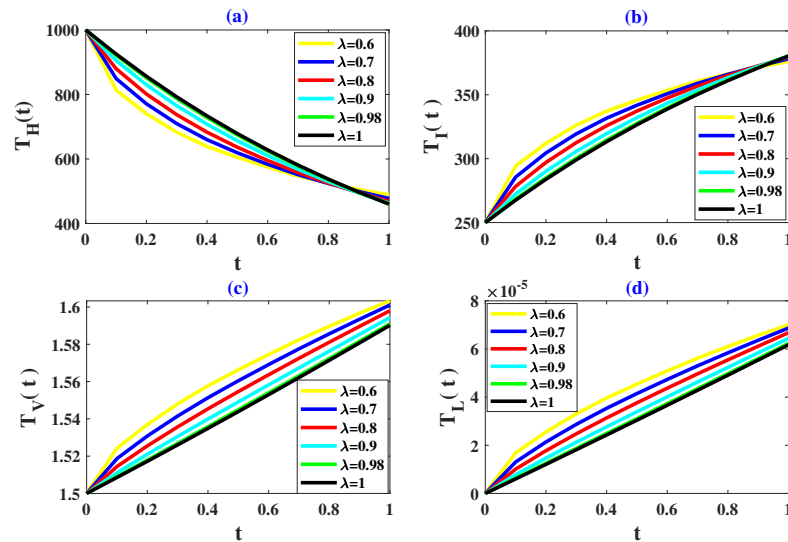 (a)
1000
800
600
400
T_H(t)
0 0.2 0.4 0.6 0.8 1
t
λ=0.6
λ=0.7
λ=0.8
λ=0.9
λ=0.98
λ=1
(b)
400
350
300
250
T_I(t)
0 0.2 0.4 0.6 0.8 1
t
λ=0.6
λ=0.7
λ=0.8
λ=0.9
λ=0.98
λ=1
(c)
1.6
1.58
1.56
1.54
1.52
1.5
T_V(t)
0 0.2 0.4 0.6 0.8 1
t
λ=0.6
λ=0.7
λ=0.8
λ=0.9
λ=0.98
λ=1
(d)
×10^-5
8
6
4
2
0
T_L(t)
0 0.2 0.4 0.6 0.8 1
t
λ=0.6
λ=0.7
λ=0.8
λ=0.9
λ=0.98
λ=1